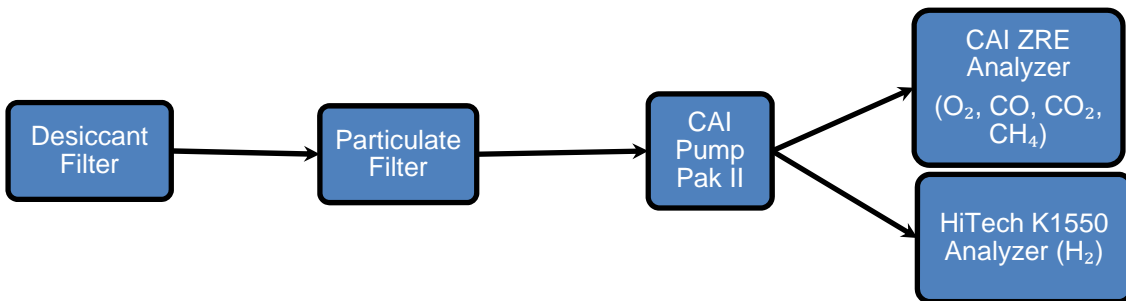 Desiccant
Filter
Particulate
Filter
CAI
Pump
Pak II
CAI ZRE
Analyzer
(O₂, CO, CO₂,
CH₄)
HiTech K1550
Analyzer (H₂)